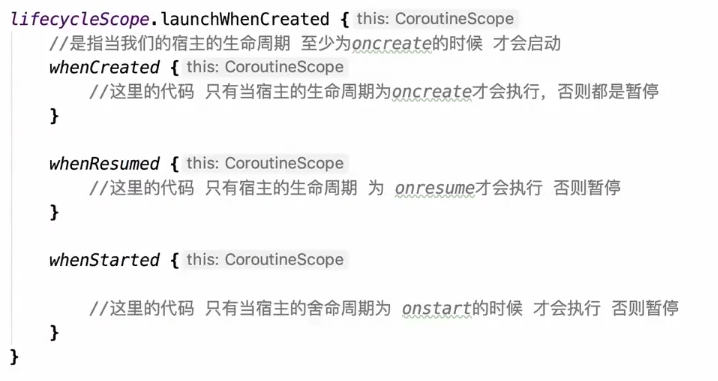 lifecycleScope.launchWhenCreated { this: CoroutineScope
//是指当我们的宿主的生命周期 至少为oncreate的时候 才会启动
whenCreated { this: CoroutineScope
//这里的代码 只有当宿主的生命周期为oncreate才会执行，否则都是暂停
}
whenResumed { this: CoroutineScope
//这里的代码 只有宿主的生命周期 为 onresume才会执行 否则暂停
}
whenStarted { this: CoroutineScope
//这里的代码 只有当宿主的舍命周期为 onstart的时候 才会执行 否则暂停
}
}